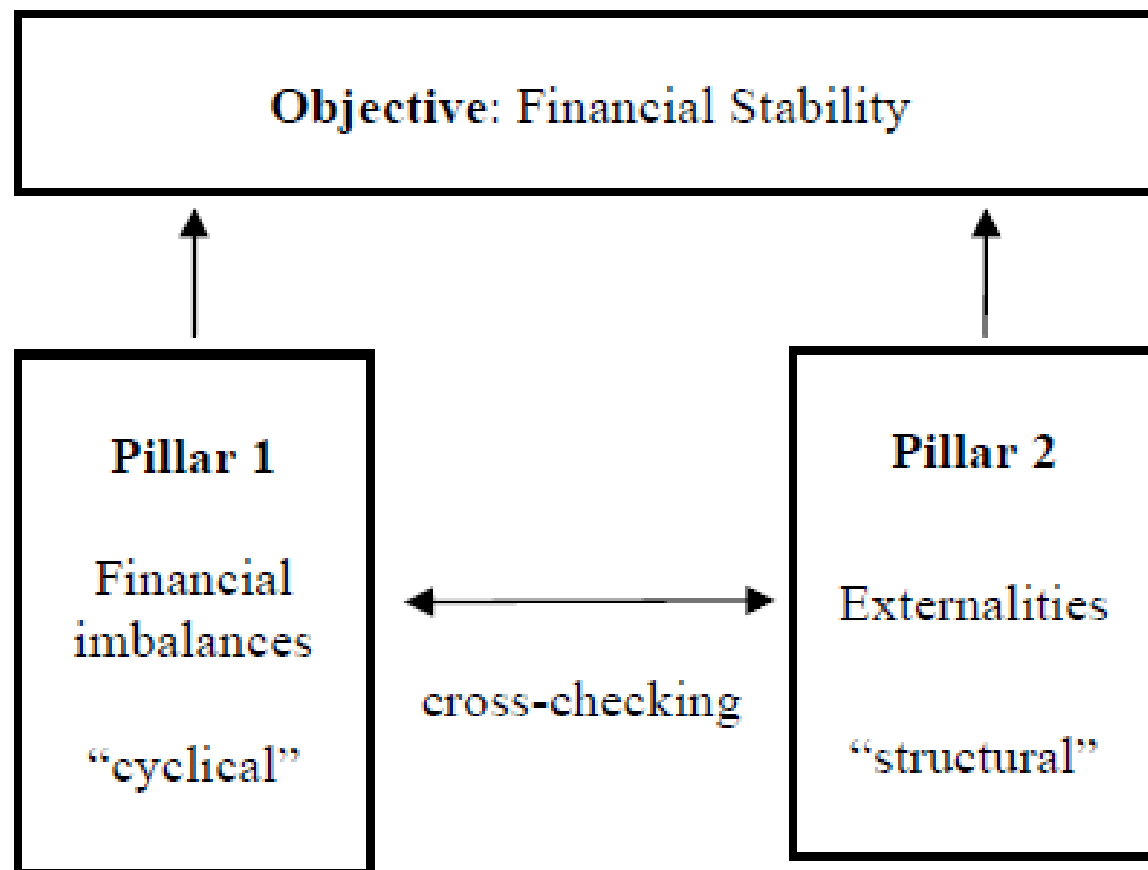 Objective: Financial Stability
Pillar 1
Financial
imbalances
“cyclical”
cross-checking
Pillar 2
Externalities
“structural”